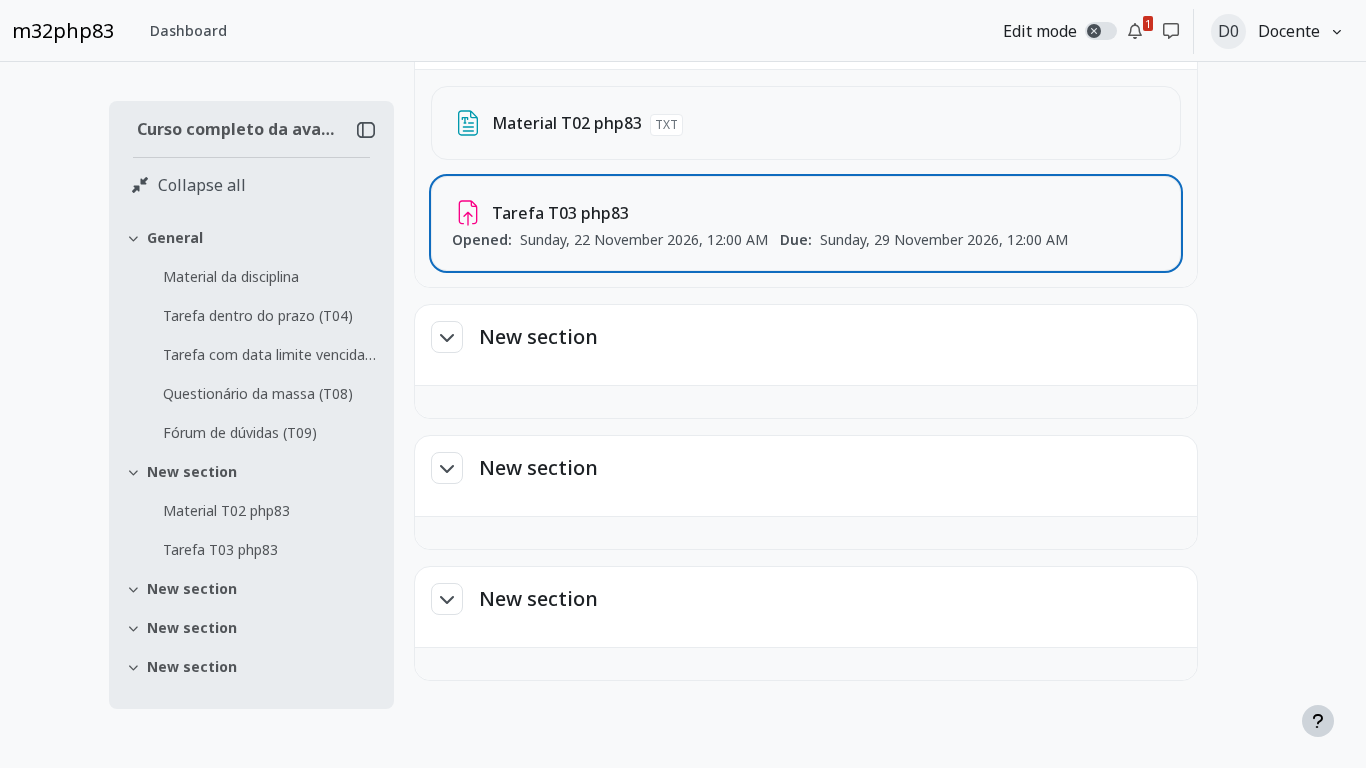 m32php83
Dashboard
Edit mode
1
D0
Docente
Curso completo da ava...
Collapse all
General
Material da disciplina
Tarefa dentro do prazo (T04)
Tarefa com data limite vencida...
Questionário da massa (T08)
Fórum de dúvidas (T09)
New section
Material T02 php83
Tarefa T03 php83
New section
New section
New section
Material T02 php83 TXT
Tarefa T03 php83
Opened: Sunday, 22 November 2026, 12:00 AM Due: Sunday, 29 November 2026, 12:00 AM
New section
New section
New section
?